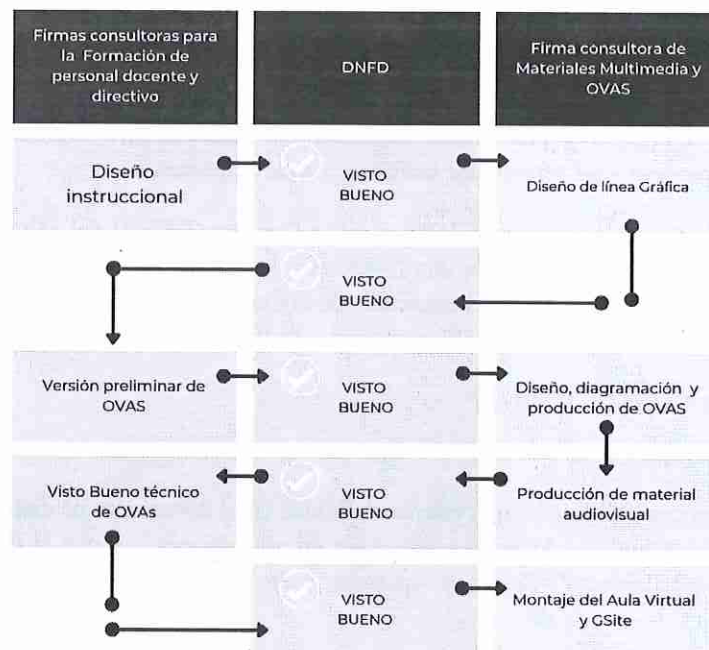 Firmas consultoras para
la Formación de
personal docente y
directivo
DNFD
Firma consultora de
Materiales Multimedia y
OVAS
Diseño
instruccional
VISTO
BUENO
Diseño de línea Gráfica
VISTO
BUENO
Versión preliminar de
OVAS
VISTO
BUENO
Diseño, diagramación y
producción de OVAS
Visto Bueno técnico
de OVAs
VISTO
BUENO
Producción de material
audiovisual
VISTO
BUENO
Montaje del Aula Virtual
y GSite